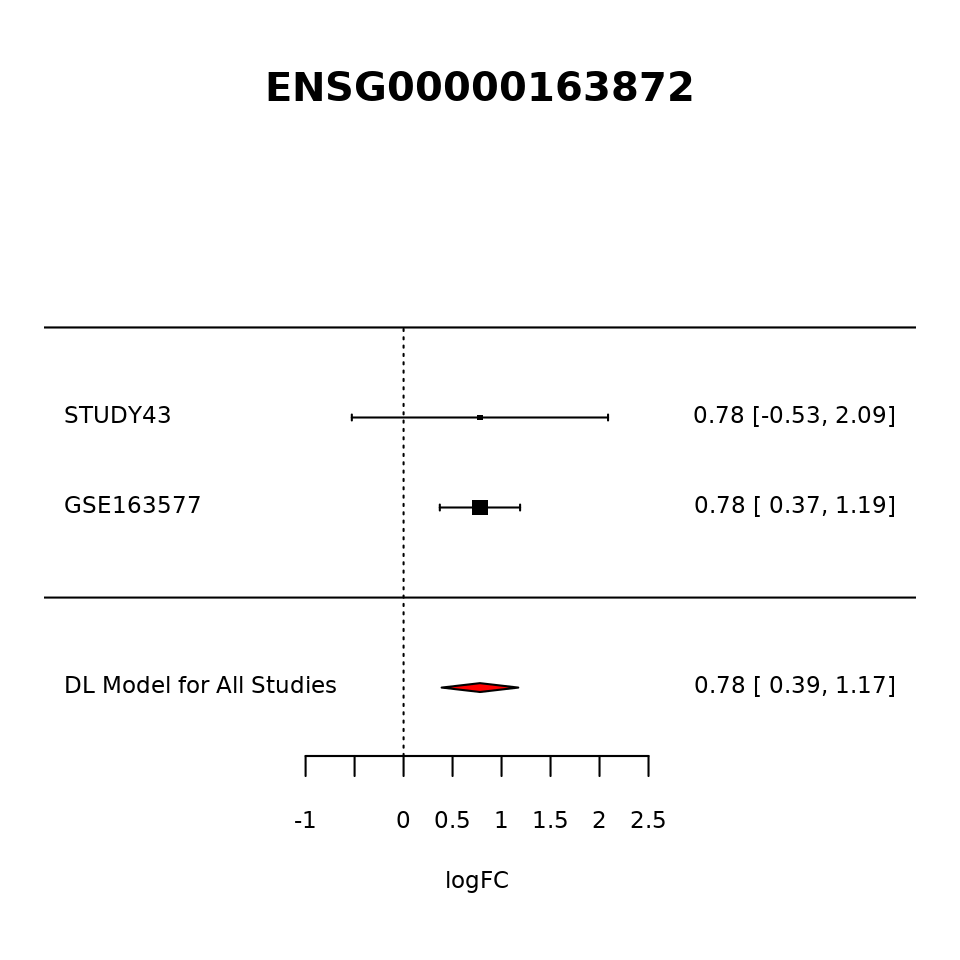 ENSG00000163872
STUDY43 0.78 [-0.53, 2.09]
GSE163577 0.78 [ 0.37, 1.19]
DL Model for All Studies 0.78 [ 0.39, 1.17]
-1 0 0.5 1 1.5 2 2.5
logFC